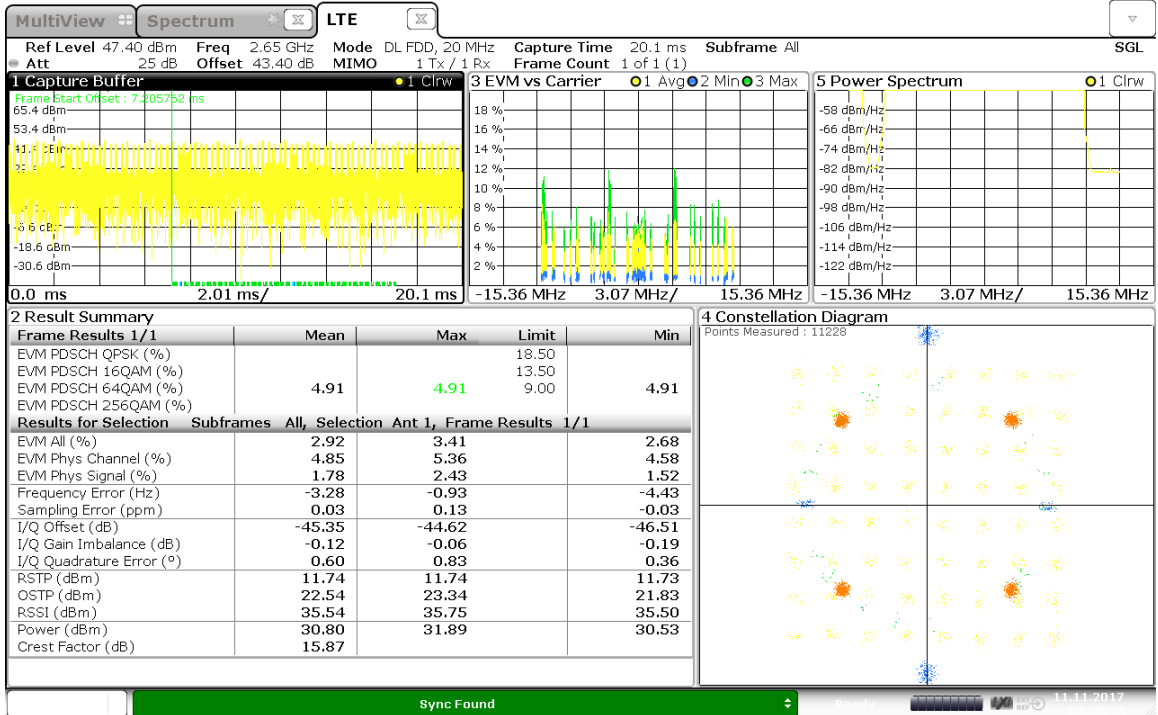 MultiView Spectrum LTE
Ref Level 47.40 dBm Freq 2.65 GHz Mode DL FDD, 20 MHz Capture Time 20.1 ms Subframe All SGL
Att 25 dB Offset 43.40 dB MIMO 1 Tx / 1 Rx Frame Count 1 of 1 (1)
1 Capture Buffer 1 Clrw
Frame Start Offset : 7.205752 ms
65.4 dBm
53.4 dBm
-18.6 dBm
-30.6 dBm
0.0 ms 2.01 ms/ 20.1 ms
3 EVM vs Carrier 1 Avg 2 Min 3 Max
18 %
16 %
14 %
12 %
10 %
8 %
6 %
4 %
2 %
-15.36 MHz 3.07 MHz/ 15.36 MHz
5 Power Spectrum 1 Clrw
-58 dBm/Hz
-66 dBm/Hz
-74 dBm/Hz
-82 dBm/Hz
-90 dBm/Hz
-98 dBm/Hz
-106 dBm/Hz
-114 dBm/Hz
-122 dBm/Hz
-15.36 MHz 3.07 MHz/ 15.36 MHz
2 Result Summary
Frame Results 1/1 Mean Max Limit Min
EVM PDSCH QPSK (%) 18.50
EVM PDSCH 16QAM (%) 13.50
EVM PDSCH 64QAM (%) 4.91 4.91 9.00 4.91
EVM PDSCH 256QAM (%)
Results for Selection Subframes All, Selection Ant 1, Frame Results 1/1
EVM All (%) 2.92 3.41 2.68
EVM Phys Channel (%) 4.85 5.36 4.58
EVM Phys Signal (%) 1.78 2.43 1.52
Frequency Error (Hz) -3.28 -0.93 -4.43
Sampling Error (ppm) 0.03 0.13 -0.03
I/Q Offset (dB) -45.35 -44.62 -46.51
I/Q Gain Imbalance (dB) -0.12 -0.06 -0.19
I/Q Quadrature Error (º) 0.60 0.83 0.36
RSTP (dBm) 11.74 11.74 11.73
OSTP (dBm) 22.54 23.34 21.83
RSSI (dBm) 35.54 35.75 35.50
Power (dBm) 30.80 31.89 30.53
Crest Factor (dB) 15.87
4 Constellation Diagram
Points Measured : 11228
Sync Found Ready LXI EXT REF 11.11.2017